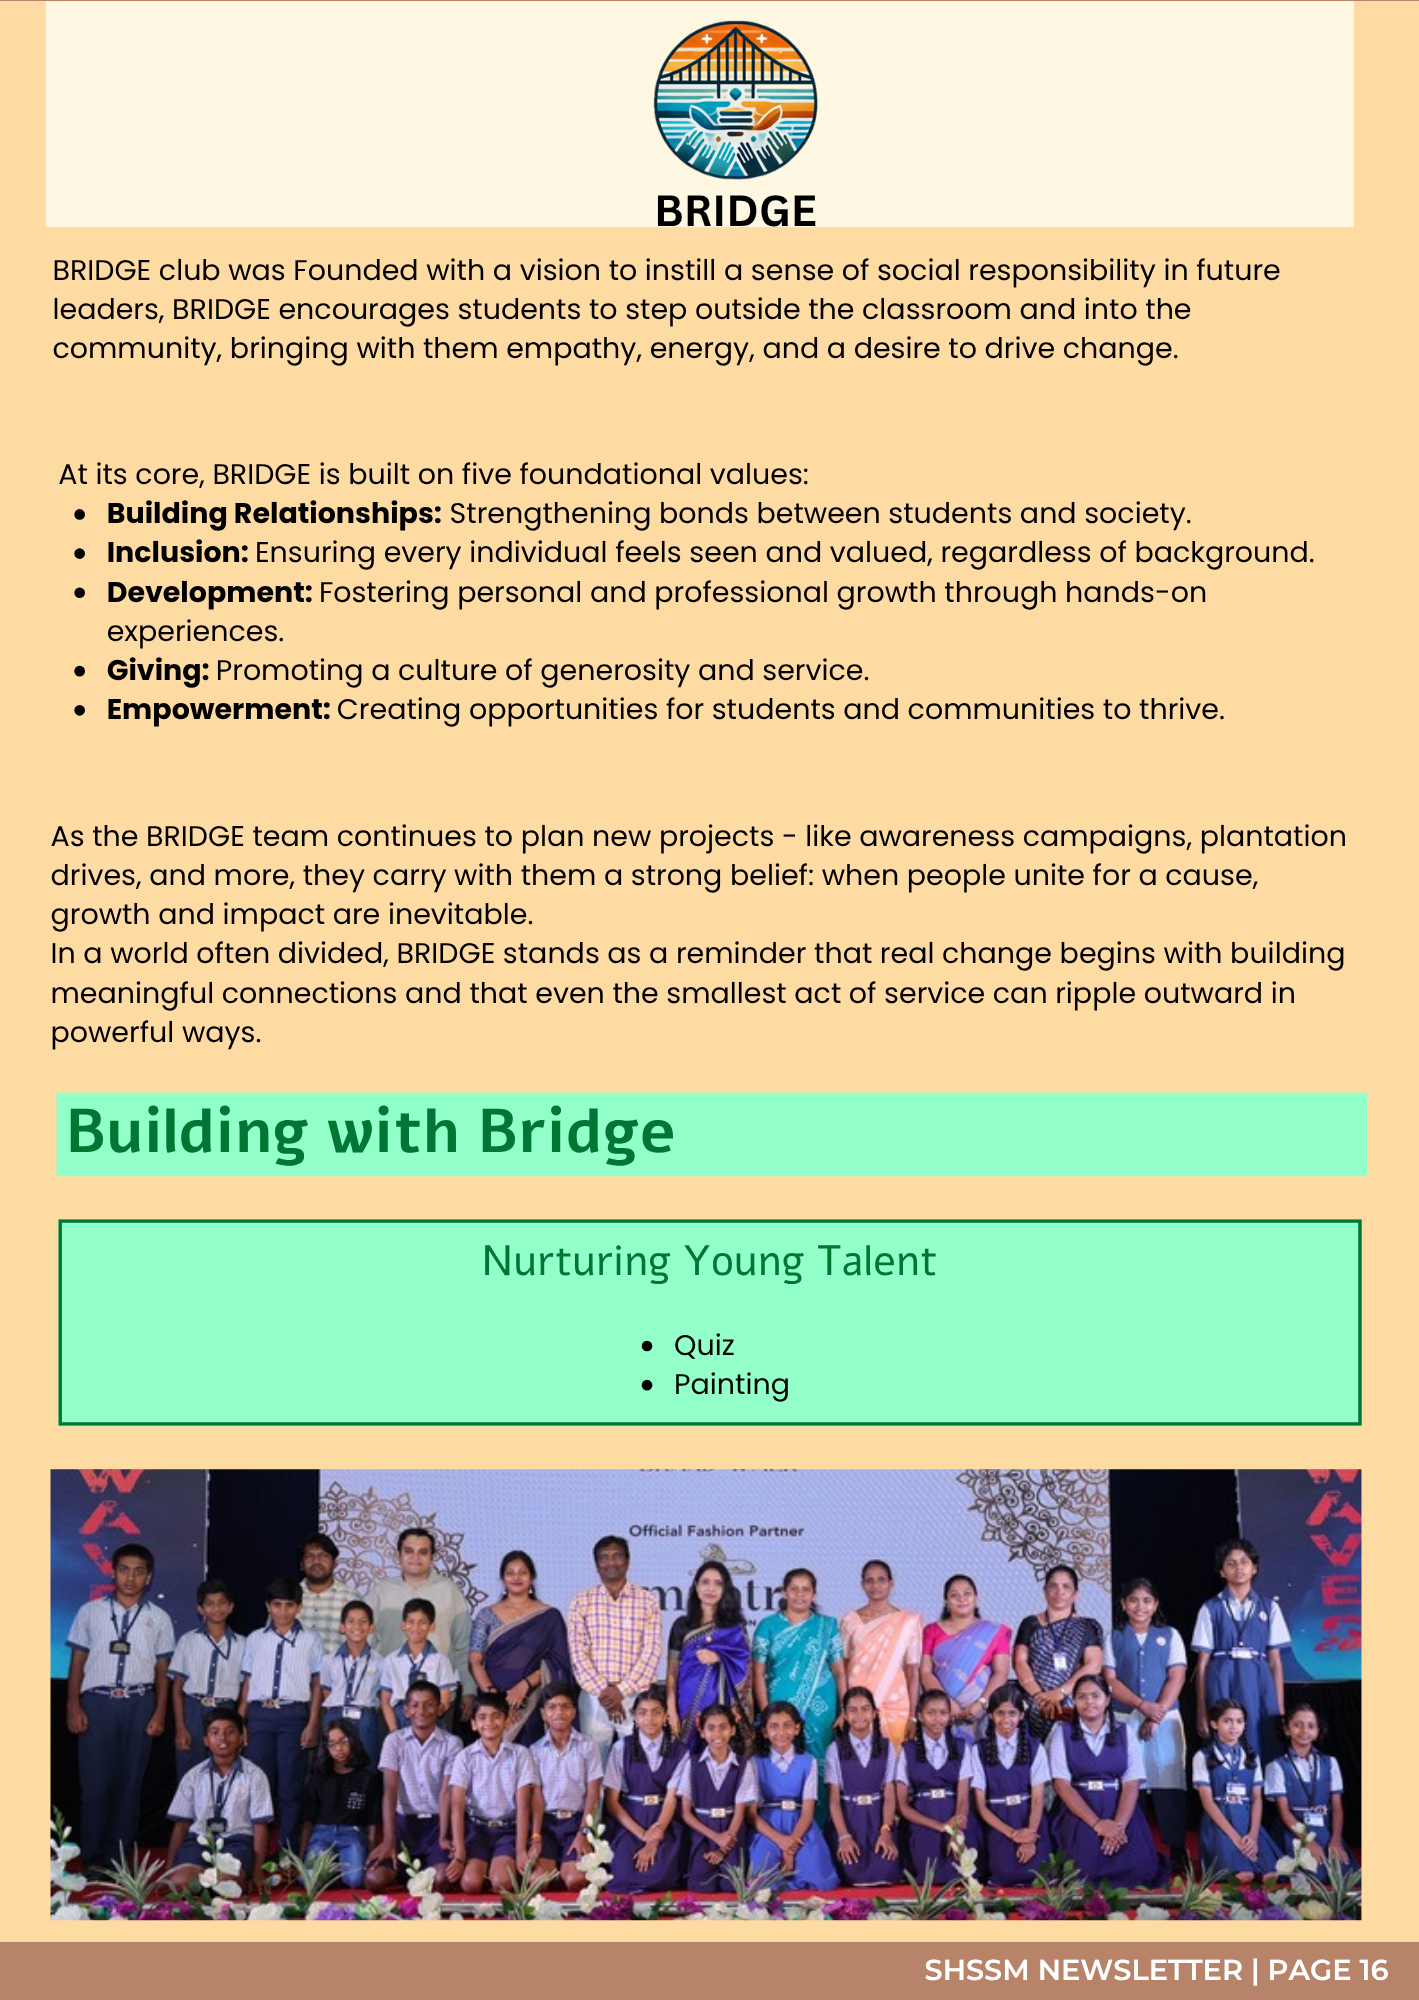 BRIDGE
BRIDGE club was Founded with a vision to instill a sense of social responsibility in future
leaders, BRIDGE encourages students to step outside the classroom and into the
community, bringing with them empathy, energy, and a desire to drive change.
At its core, BRIDGE is built on five foundational values:
• Building Relationships: Strengthening bonds between students and society.
• Inclusion: Ensuring every individual feels seen and valued, regardless of background.
• Development: Fostering personal and professional growth through hands-on
experiences.
• Giving: Promoting a culture of generosity and service.
• Empowerment: Creating opportunities for students and communities to thrive.
As the BRIDGE team continues to plan new projects - like awareness campaigns, plantation
drives, and more, they carry with them a strong belief: when people unite for a cause,
growth and impact are inevitable.
In a world often divided, BRIDGE stands as a reminder that real change begins with building
meaningful connections and that even the smallest act of service can ripple outward in
powerful ways.
Building with Bridge
Nurturing Young Talent
• Quiz
• Painting
Official Fashion Partner
SHSSM NEWSLETTER | PAGE 16